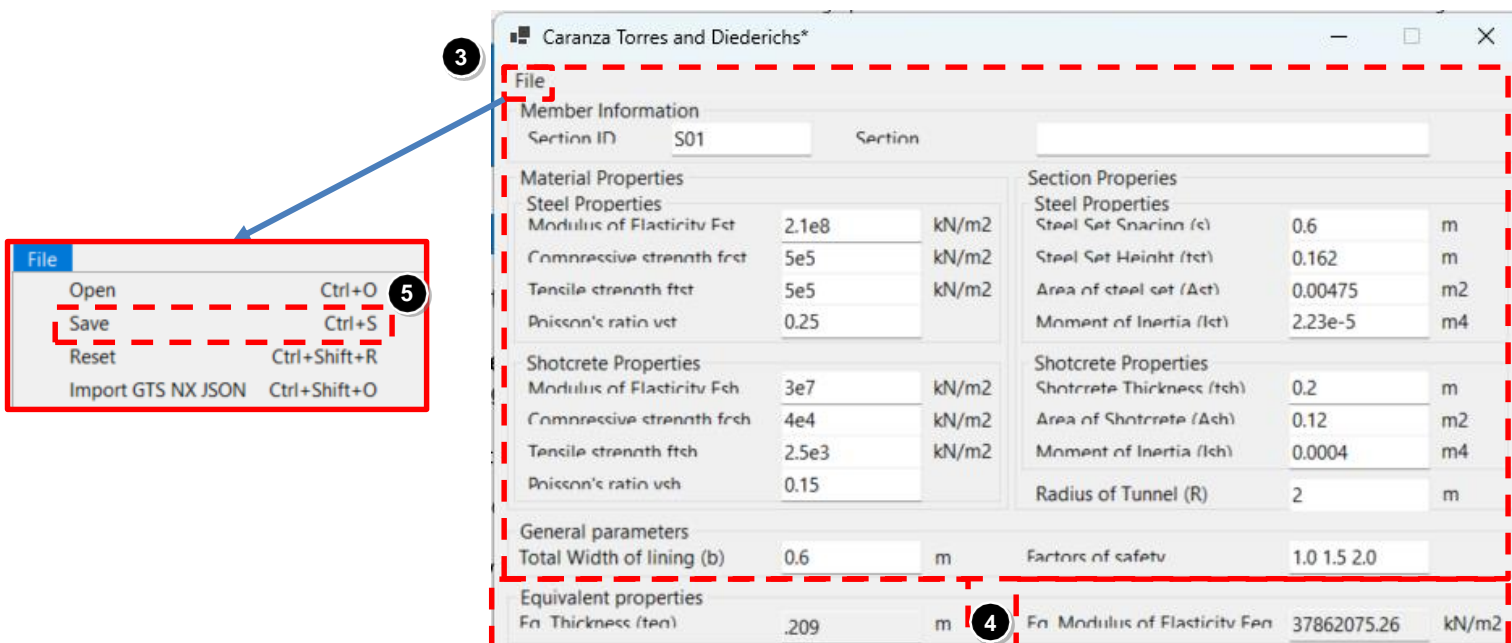 Caranza Torres and Diederichs*
3
File
Member Information
Section ID S01 Section
Material Properties Section Properies
Steel Properties Steel Properties
Modulus of Elasticity Est 2.1e8 kN/m2 Steel Set Spacing (s) 0.6 m
Compressive strength fcst 5e5 kN/m2 Steel Set Height (tst) 0.162 m
Tensile strength ftst 5e5 kN/m2 Area of steel set (Ast) 0.00475 m2
Poisson's ratio vst 0.25 Moment of Inertia (Ist) 2.23e-5 m4
Shotcrete Properties Shotcrete Properties
Modulus of Elasticity Esh 3e7 kN/m2 Shotcrete Thickness (tsh) 0.2 m
Compressive strength fcsh 4e4 kN/m2 Area of Shotcrete (Ash) 0.12 m2
Tensile strength ftsh 2.5e3 kN/m2 Moment of Inertia (Ish) 0.0004 m4
Poisson's ratio vsh 0.15 Radius of Tunnel (R) 2 m
General parameters
Total Width of lining (b) 0.6 m Factors of safety 1.0 1.5 2.0
Equivalent properties
Eq. Thickness (teq) .209 m 4 Eq. Modulus of Elasticity Eeq 37862075.26 kN/m2
File
Open Ctrl+O 5
Save Ctrl+S
Reset Ctrl+Shift+R
Import GTS NX JSON Ctrl+Shift+O